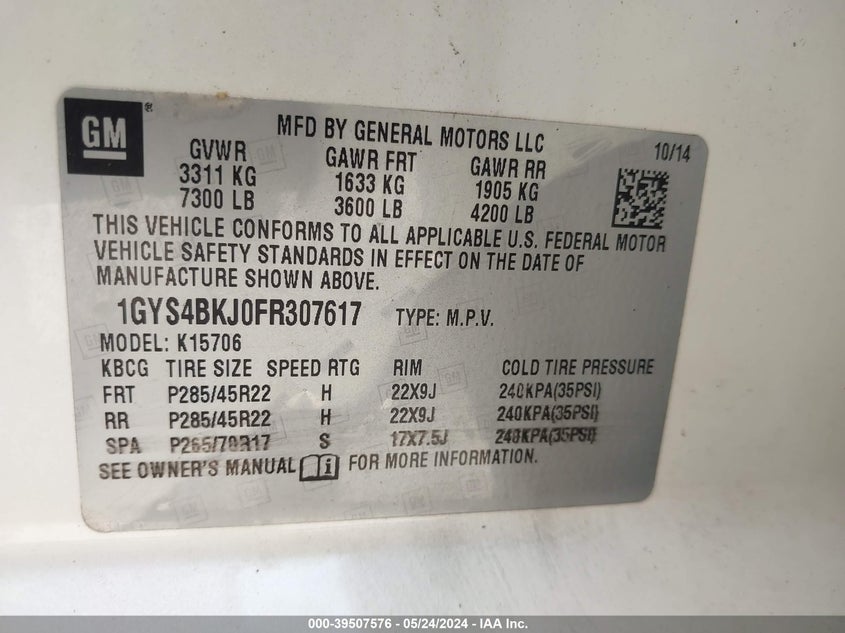 GM ®
MFD BY GENERAL MOTORS LLC
10/14
GVWR GAWR FRT GAWR RR
3311 KG 1633 KG 1905 KG
7300 LB 3600 LB 4200 LB
THIS VEHICLE CONFORMS TO ALL APPLICABLE U.S. FEDERAL MOTOR
VEHICLE SAFETY STANDARDS IN EFFECT ON THE DATE OF
MANUFACTURE SHOWN ABOVE.
1GYS4BKJ0FR307617 TYPE: M.P.V.
MODEL: K15706
KBCG TIRE SIZE SPEED RTG RIM COLD TIRE PRESSURE
FRT P285/45R22 H 22X9J 240KPA(35PSI)
RR P285/45R22 H 22X9J 240KPA(35PSI)
SPA P265/70R17 S 17X7.5J 240KPA(35PSI)
SEE OWNER'S MANUAL i FOR MORE INFORMATION.
000-39507576 - 05/24/2024 - IAA Inc.